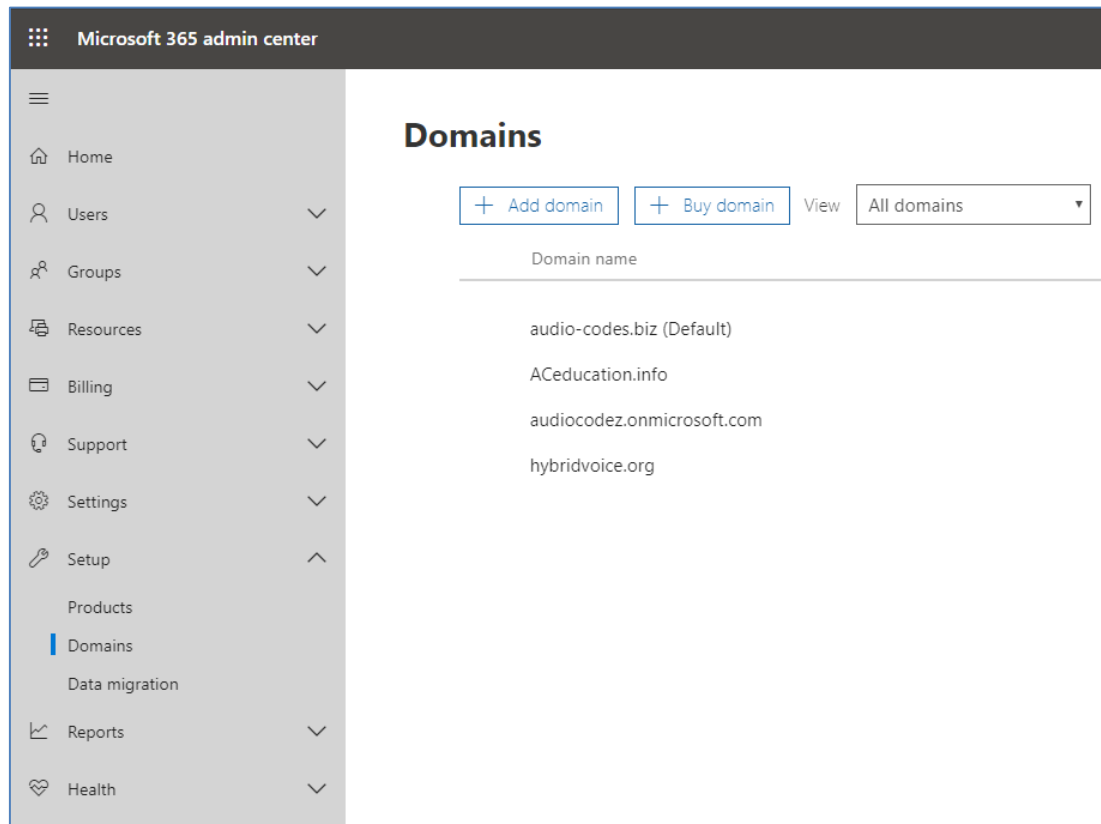 Microsoft 365 admin center
Home
Users
Groups
Resources
Billing
Support
Settings
Setup
Products
Domains
Data migration
Reports
Health
Domains
+ Add domain + Buy domain View All domains
Domain name
audio-codes.biz (Default)
ACeducation.info
audiocodez.onmicrosoft.com
hybridvoice.org